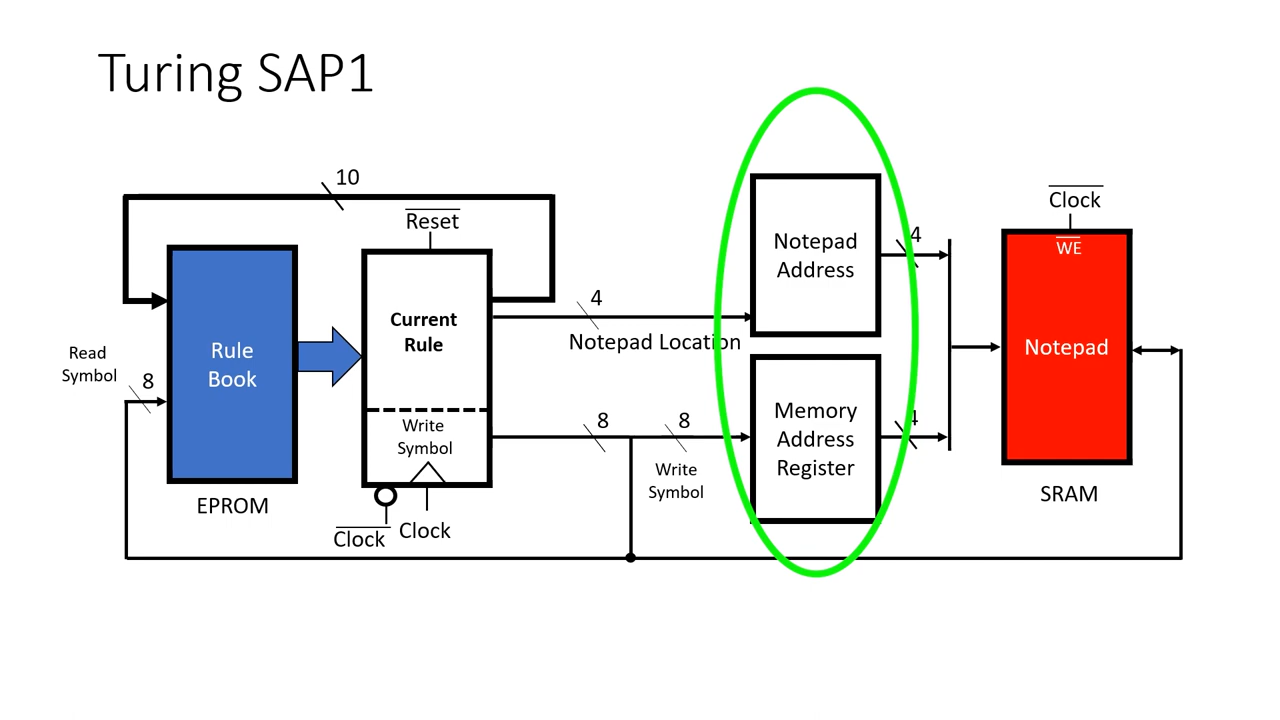 Turing SAP1
10
Reset
Clock
4
WE
Notepad
Address
4
Current
Rule
Notepad Location
Read
Symbol
8
Rule
Book
Notepad
Memory
Address
Register
4
Write
Symbol
8
8
Write
Symbol
EPROM
SRAM
Clock
Clock